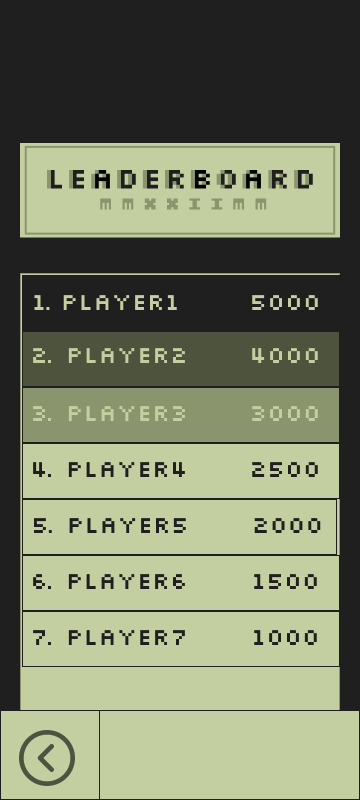 LEADERBOARD
mmxxIImm
1. PLAYER1 5000
2. PLAYER2 4000
3. PLAYER3 3000
4. PLAYER4 2500
5. PLAYER5 2000
6. PLAYER6 1500
7. PLAYER7 1000